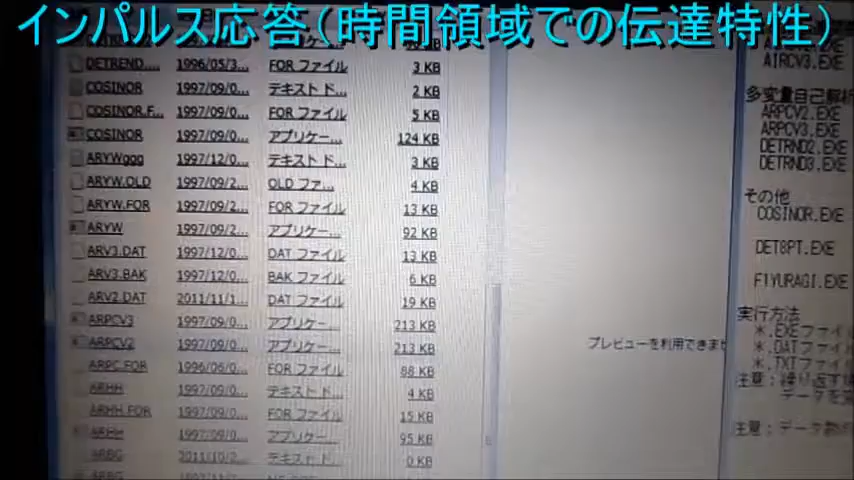 インパルス応答(時間領域での伝達特性)
DETREND.... 1996/05/3... FOR ファイル 3 KB
COSINOR 1997/09/0... テキスト ド... 2 KB
COSINOR.F... 1997/09/0... FOR ファイル 5 KB
COSINOR 1997/09/0... アプリケー... 124 KB
ARYWggg 1997/12/0... テキスト ド... 3 KB
ARYW.OLD 1997/09/2... OLD ファ... 4 KB
ARYW.FOR 1997/09/2... FOR ファイル 13 KB
ARYW 1997/09/2... アプリケー... 92 KB
ARV3.DAT 1997/12/0... DAT ファイル 13 KB
ARV3.BAK 1997/12/0... BAK ファイル 6 KB
ARV2.DAT 2011/11/1... DAT ファイル 19 KB
ARPCV3 1997/09/0... アプリケー... 213 KB
ARPCV2 1997/09/0... アプリケー... 213 KB
ARPC.FOR 1996/06/0... FOR ファイル 88 KB
ARHH 1997/09/0... テキスト ド... 4 KB
ARHH.FOR 1997/09/0... FOR ファイル 15 KB
ARHH 1997/09/0... アプリケー... 95 KB
ARBG 2011/10/2... テキスト ド... 0 KB
プレビューを利用できませ
AIRCV3.EXE
多変量自己解析
ARPCV2.EXE
ARPCV3.EXE
DETRND2.EXE
DETRND3.EXE
その他
COSINOR.EXE
DET8PT.EXE
F1YURAGI.EXE
実行方法
*.EXEファイル
*.DATファイ
*.TXTファイ
注意:繰り返す
データを
注意:データ数